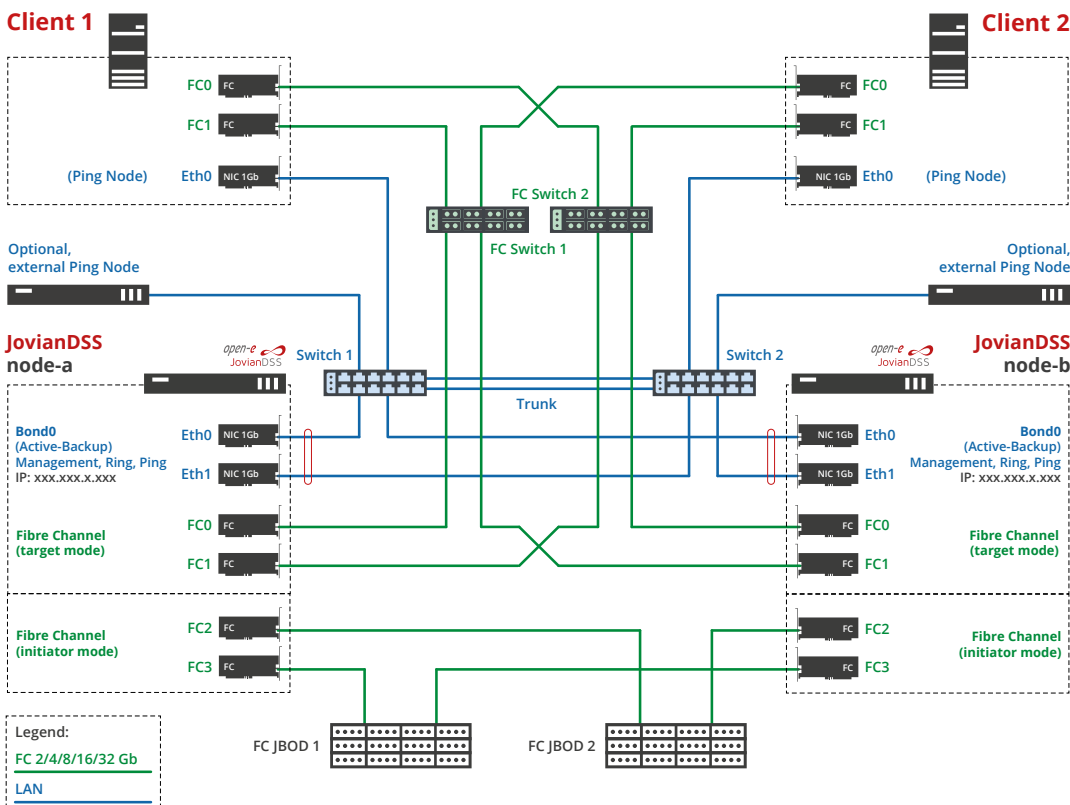 Client 1
Client 2
FC0
FC
FC
FC0
FC1
FC
FC
FC1
(Ping Node)
Eth0
NIC 1Gb
NIC 1Gb
Eth0
(Ping Node)
FC Switch 2
FC Switch 1
Optional,
external Ping Node
Optional,
external Ping Node
JovianDSS
node-a
open-e
JovianDSS
Switch 1
Switch 2
open-e
JovianDSS
JovianDSS
node-b
Trunk
Bond0
(Active-Backup)
Management, Ring, Ping
IP: xxx.xxx.x.xxx
Eth0
NIC 1Gb
Eth1
NIC 1Gb
NIC 1Gb
Eth0
NIC 1Gb
Eth1
Bond0
(Active-Backup)
Management, Ring, Ping
IP: xxx.xxx.x.xxx
Fibre Channel
(target mode)
FC0
FC
FC1
FC
FC
FC0
FC
FC1
Fibre Channel
(target mode)
Fibre Channel
(initiator mode)
FC2
FC
FC3
FC
FC
FC2
FC
FC3
Fibre Channel
(initiator mode)
FC JBOD 1
FC JBOD 2
Legend:
FC 2/4/8/16/32 Gb
LAN